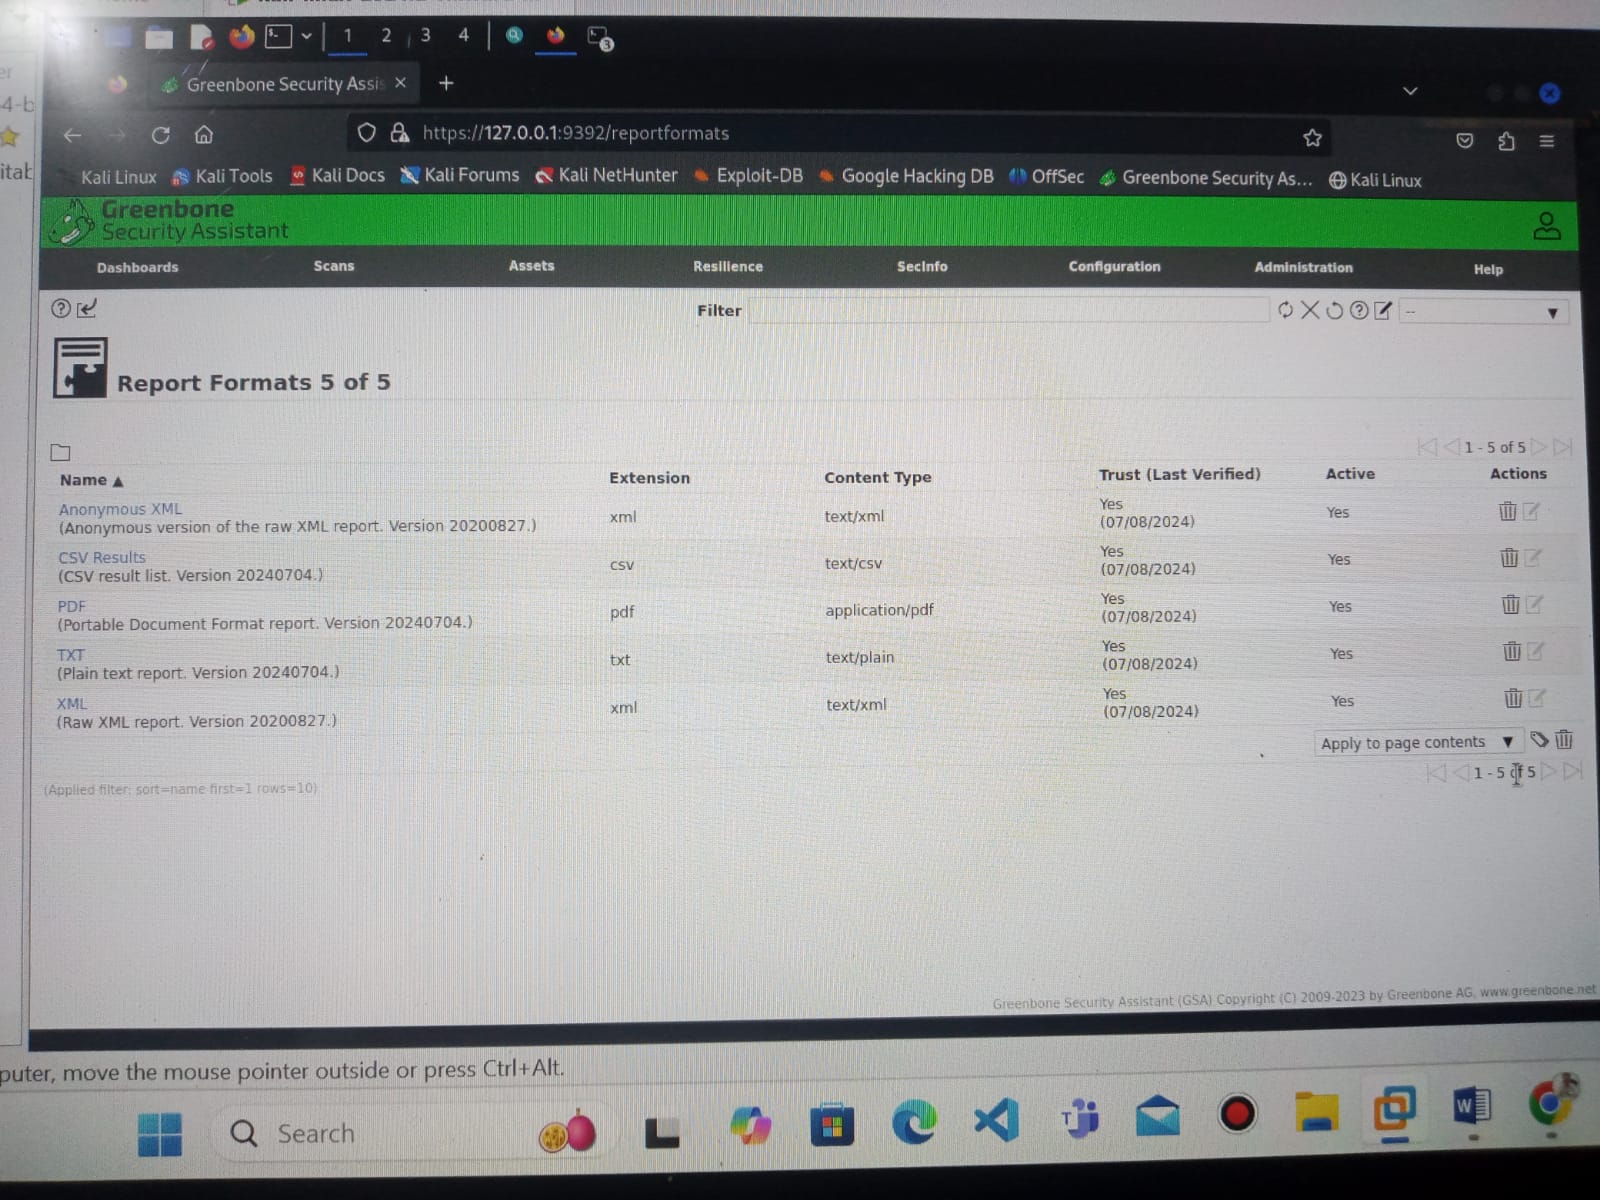 er
4-b
itab
1 2 3 4
3
Greenbone Security Assis
https://127.0.0.1:9392/reportformats
Kali Linux Kali Tools Kali Docs Kali Forums Kali NetHunter Exploit-DB Google Hacking DB OffSec Greenbone Security As... Kali Linux
Greenbone
Security Assistant
Dashboards Scans Assets Resilience SecInfo Configuration Administration Help
Filter --
Report Formats 5 of 5
1 - 5 of 5
Name ▲ Extension Content Type Trust (Last Verified) Active Actions
Anonymous XML
(Anonymous version of the raw XML report. Version 20200827.) xml text/xml Yes (07/08/2024) Yes
CSV Results
(CSV result list. Version 20240704.) csv text/csv Yes (07/08/2024) Yes
PDF
(Portable Document Format report. Version 20240704.) pdf application/pdf Yes (07/08/2024) Yes
TXT
(Plain text report. Version 20240704.) txt text/plain Yes (07/08/2024) Yes
XML
(Raw XML report. Version 20200827.) xml text/xml Yes (07/08/2024) Yes
Apply to page contents ▼
1 - 5 of 5
(Applied filter: sort=name first=1 rows=10)
Greenbone Security Assistant (GSA) Copyright (C) 2009-2023 by Greenbone AG, www.greenbone.net
puter, move the mouse pointer outside or press Ctrl+Alt.
Search